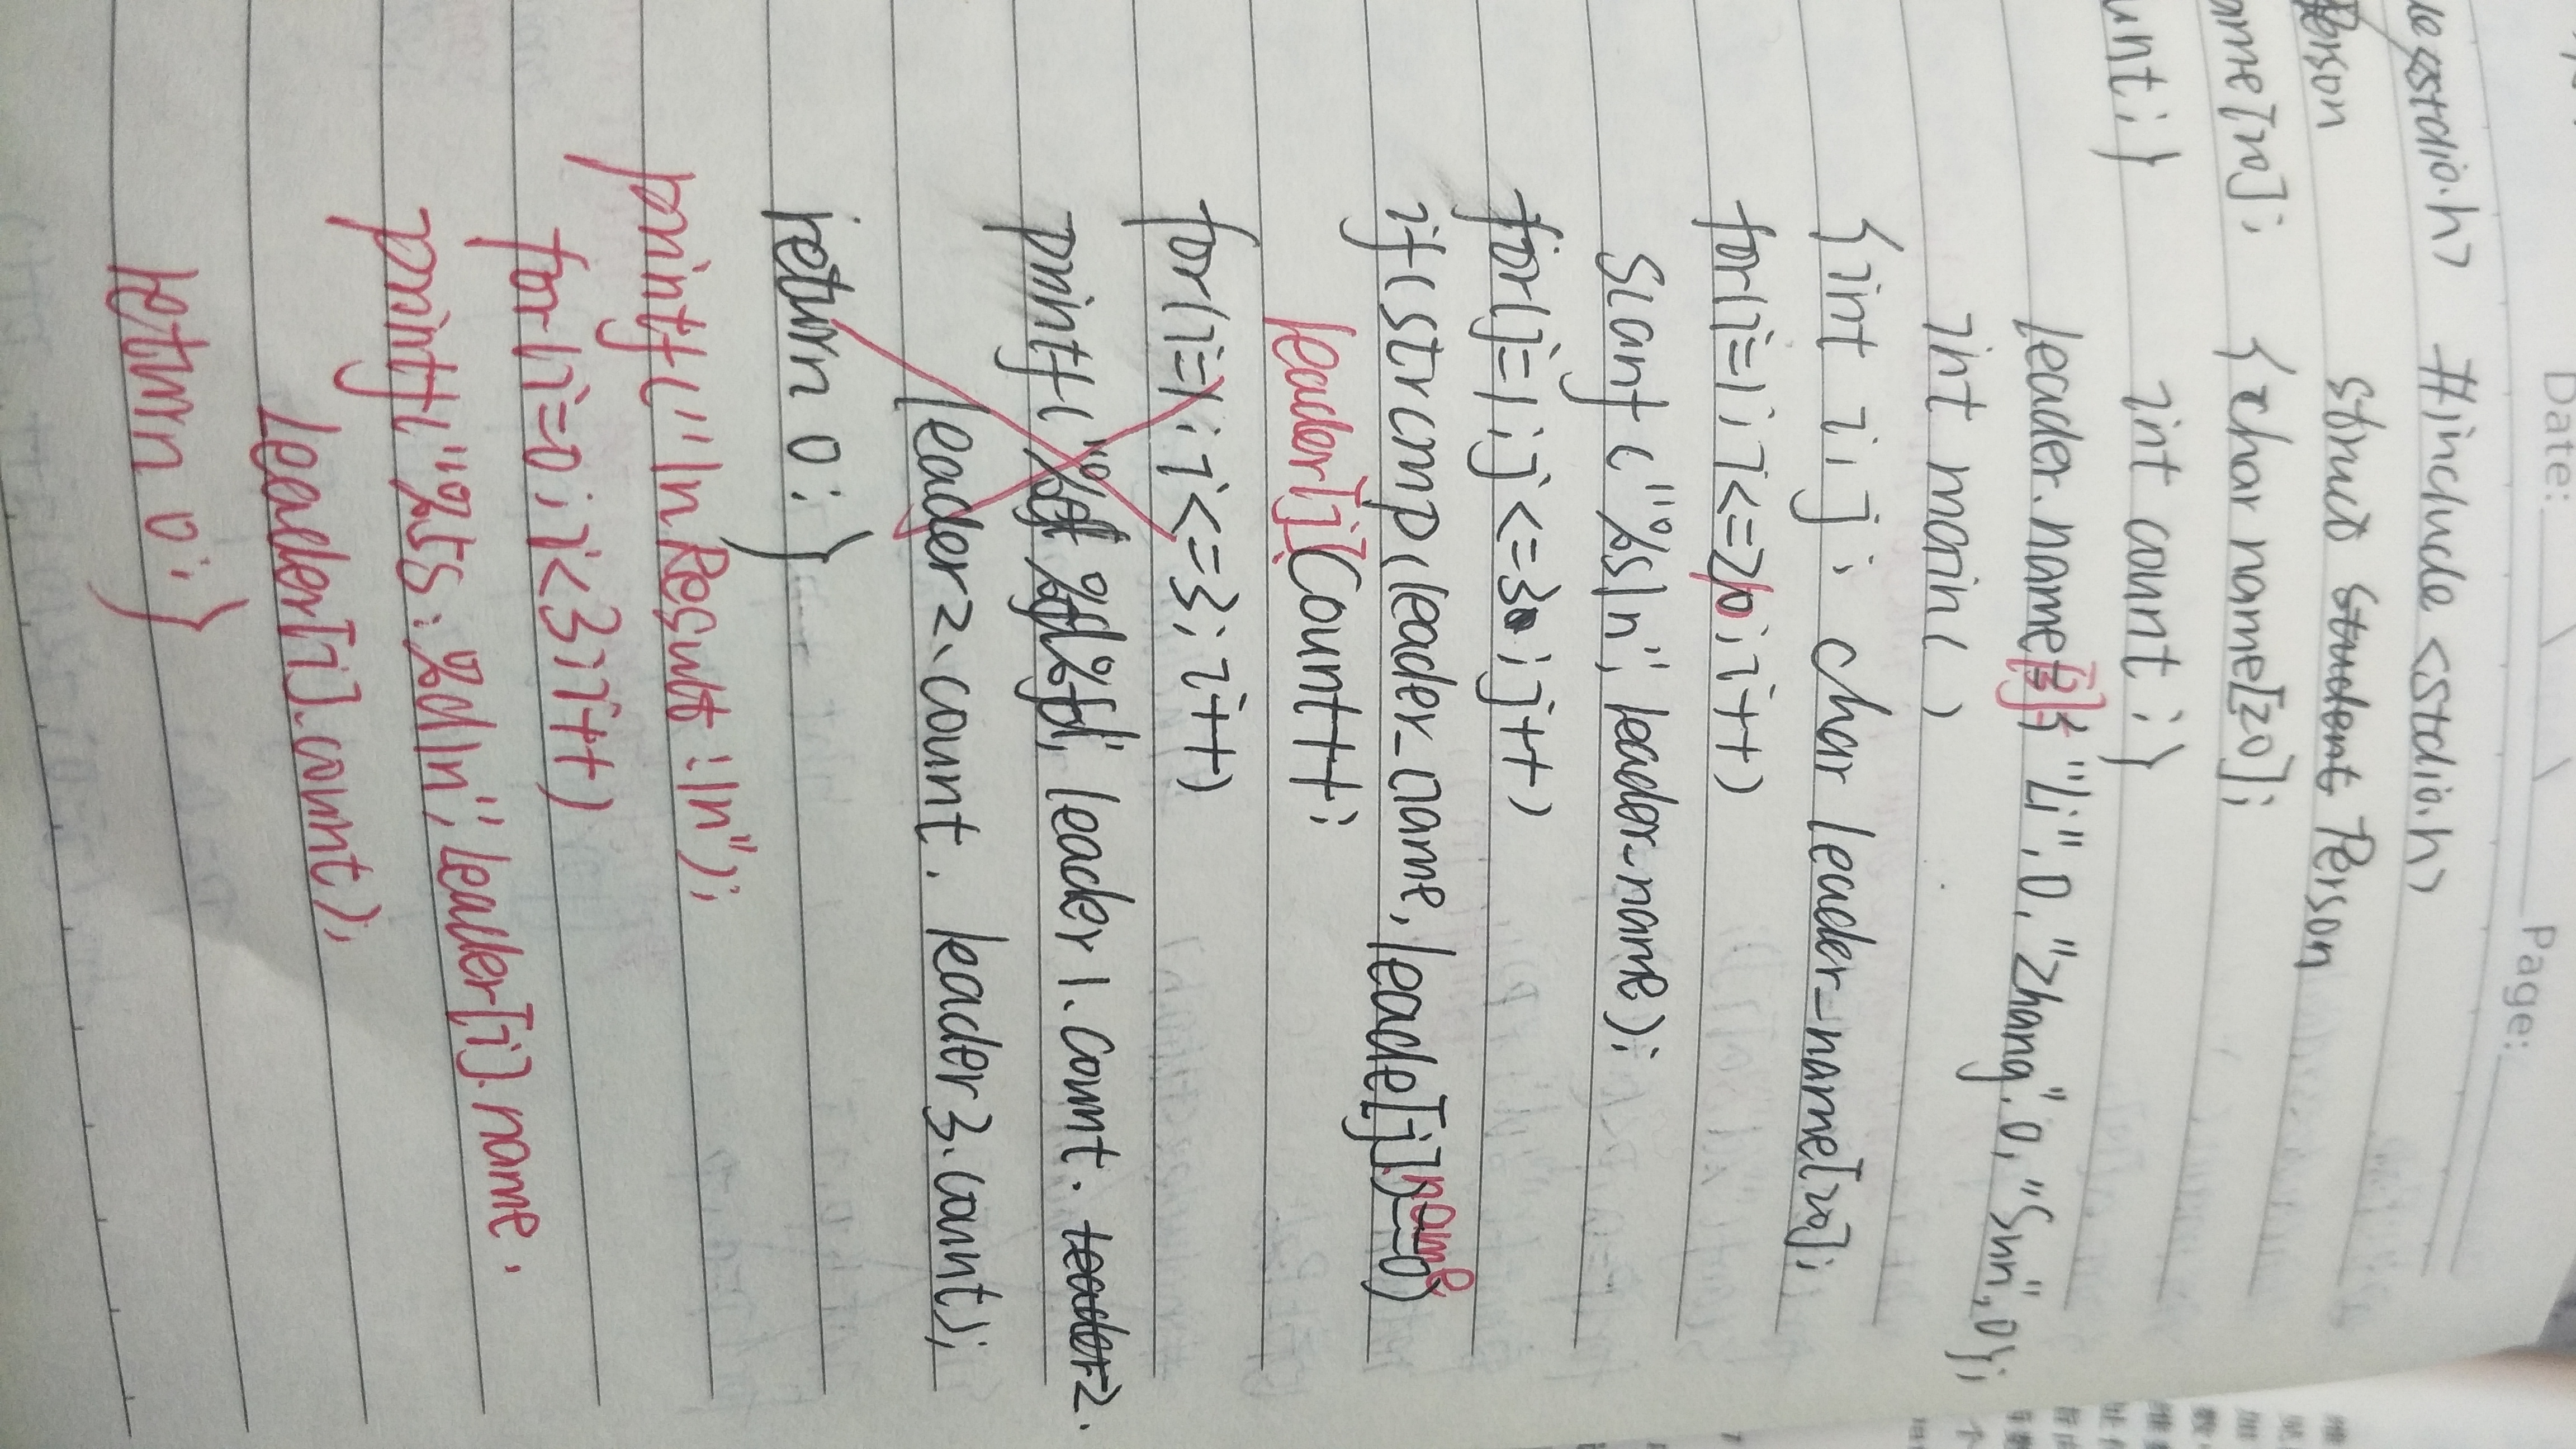 Date: \ \ Page:
le<stdio.h> #include <stdio.h>
Person struct Student Person
ame[20]; {char name[20];
unt;} int count;}
leader.name[3]={"Li",0,"Zhang",0,"Sun",0};
int main( )
{int i,j; char leader_name[20];
for(i=1;i<=20;i++)
scanf("%s\n",leader_name);
for(j=1;j<=3;j++)
if(strcmp(leader_name,leade[j].name)==0)
leader[j].Count++;
for(i=1;i<=3;i++)
printf(" leader1.count. leader2.
leader2.count. leader3.count);
return 0;}
printf("\nResult:\n");
for(i=0;i<3;i++)
printf("%5s:%d\n",Leader[i].name.
Leader[i].count);
return 0;}